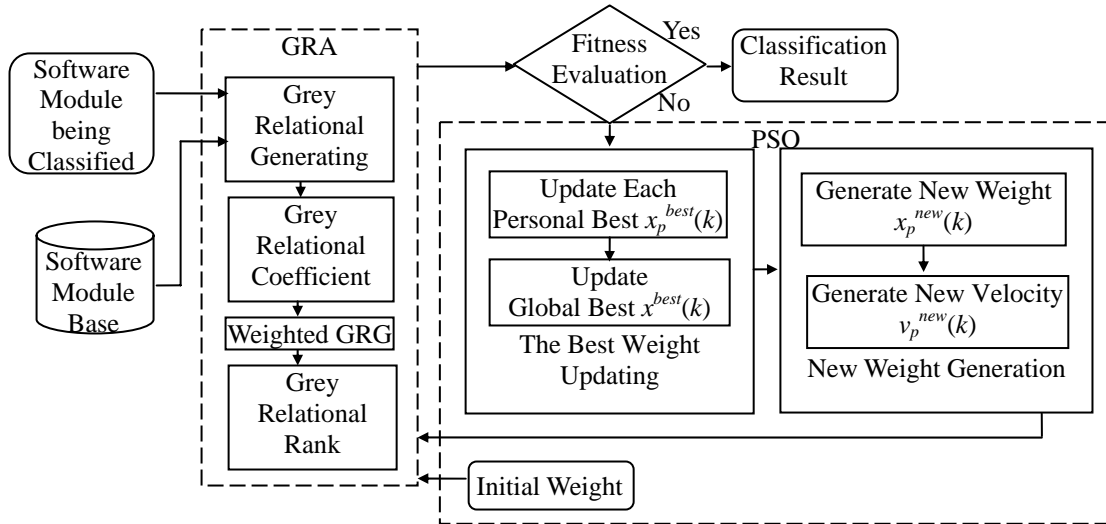 Software
Module
being
Classified
Software
Module
Base
GRA
Grey
Relational
Generating
Grey
Relational
Coefficient
Weighted GRG
Grey
Relational
Rank
Fitness
Evaluation
Yes
No
Classification
Result
PSO
Update Each
Personal Best x_p^best(k)
Update
Global Best x^best(k)
The Best Weight
Updating
Generate New Weight
x_p^new(k)
Generate New Velocity
v_p^new(k)
New Weight Generation
Initial Weight